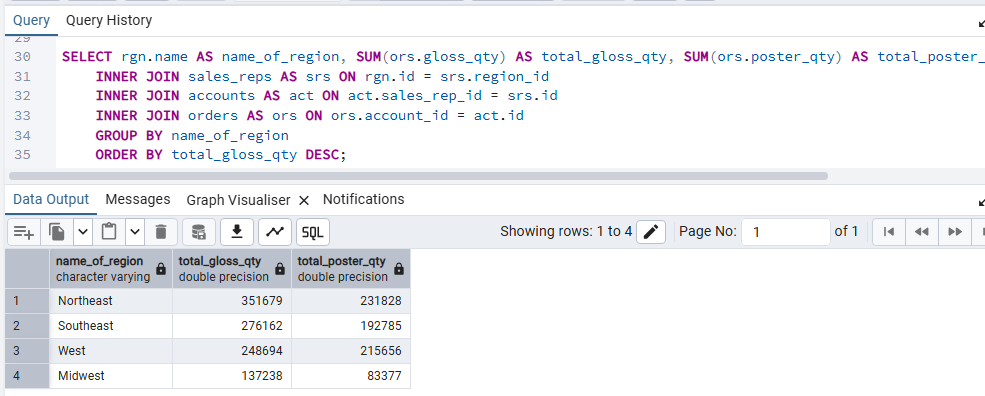 Query Query History
29
30 SELECT rgn.name AS name_of_region, SUM(ors.gloss_qty) AS total_gloss_qty, SUM(ors.poster_qty) AS total_poster_
31 INNER JOIN sales_reps AS srs ON rgn.id = srs.region_id
32 INNER JOIN accounts AS act ON act.sales_rep_id = srs.id
33 INNER JOIN orders AS ors ON ors.account_id = act.id
34 GROUP BY name_of_region
35 ORDER BY total_gloss_qty DESC;
Data Output Messages Graph Visualiser Notifications
SQL Showing rows: 1 to 4 Page No: 1 of 1
name_of_region total_gloss_qty total_poster_qty
character varying double precision double precision
1 Northeast 351679 231828
2 Southeast 276162 192785
3 West 248694 215656
4 Midwest 137238 83377